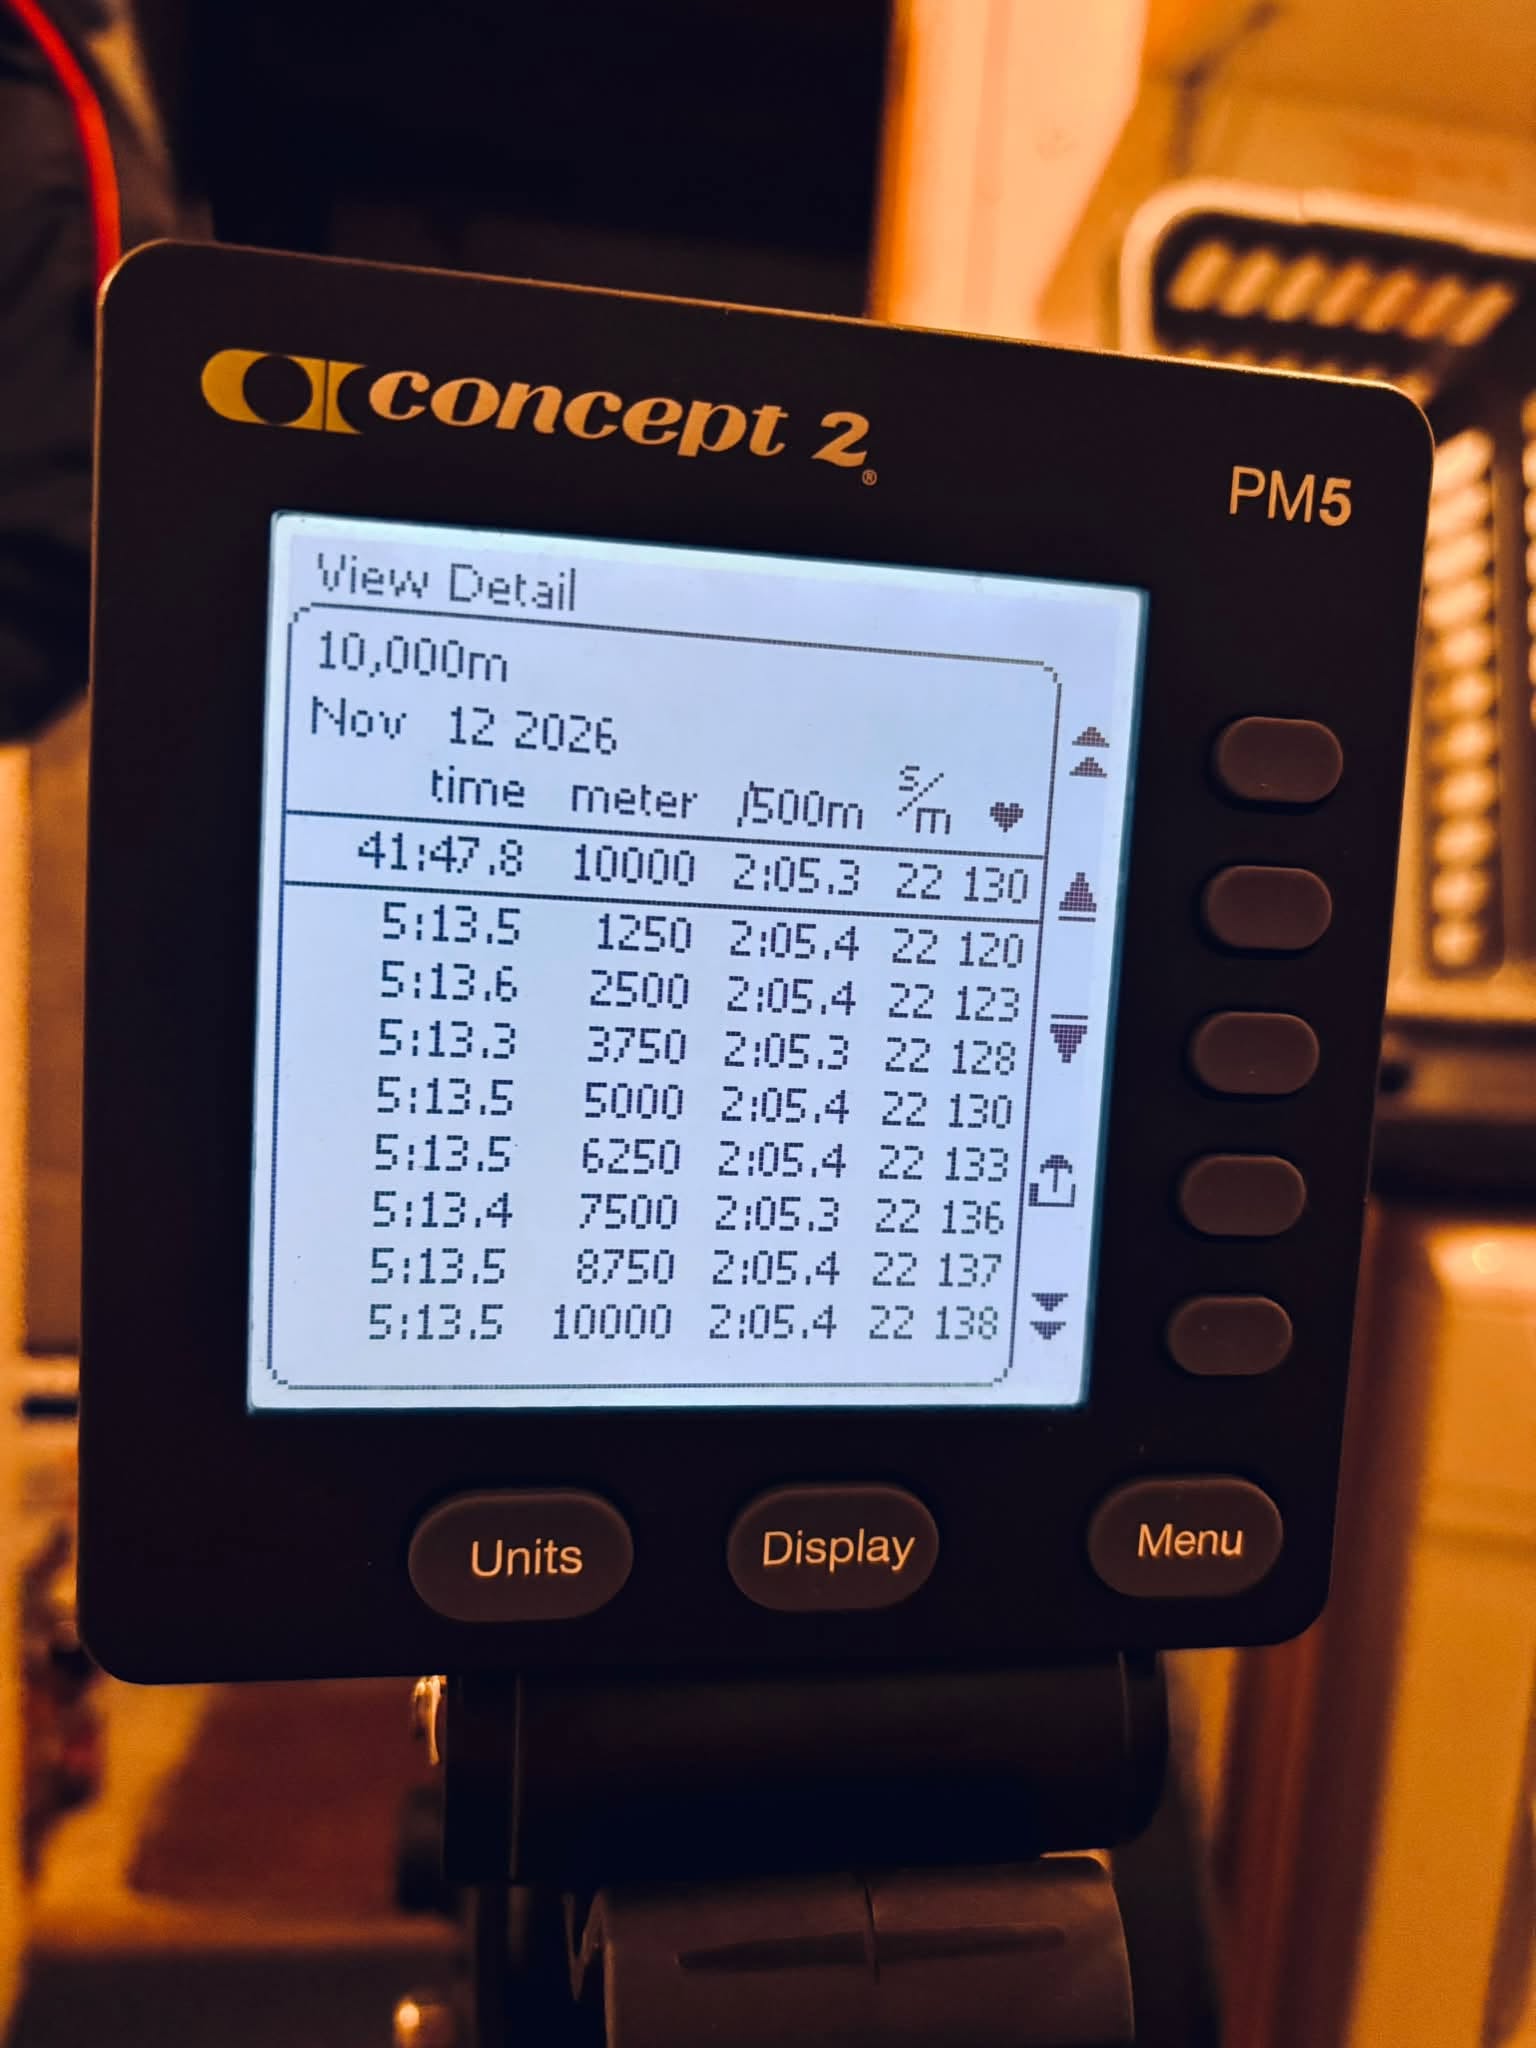 concept 2®
PM5
View Detail
10,000m
Nov 12 2026
time meter /500m s/m ♥
41:47.8 10000 2:05.3 22 130
5:13.5 1250 2:05.4 22 120
5:13.6 2500 2:05.4 22 123
5:13.3 3750 2:05.3 22 128
5:13.5 5000 2:05.4 22 130
5:13.5 6250 2:05.4 22 133
5:13.4 7500 2:05.3 22 136
5:13.5 8750 2:05.4 22 137
5:13.5 10000 2:05.4 22 138
Units Display Menu